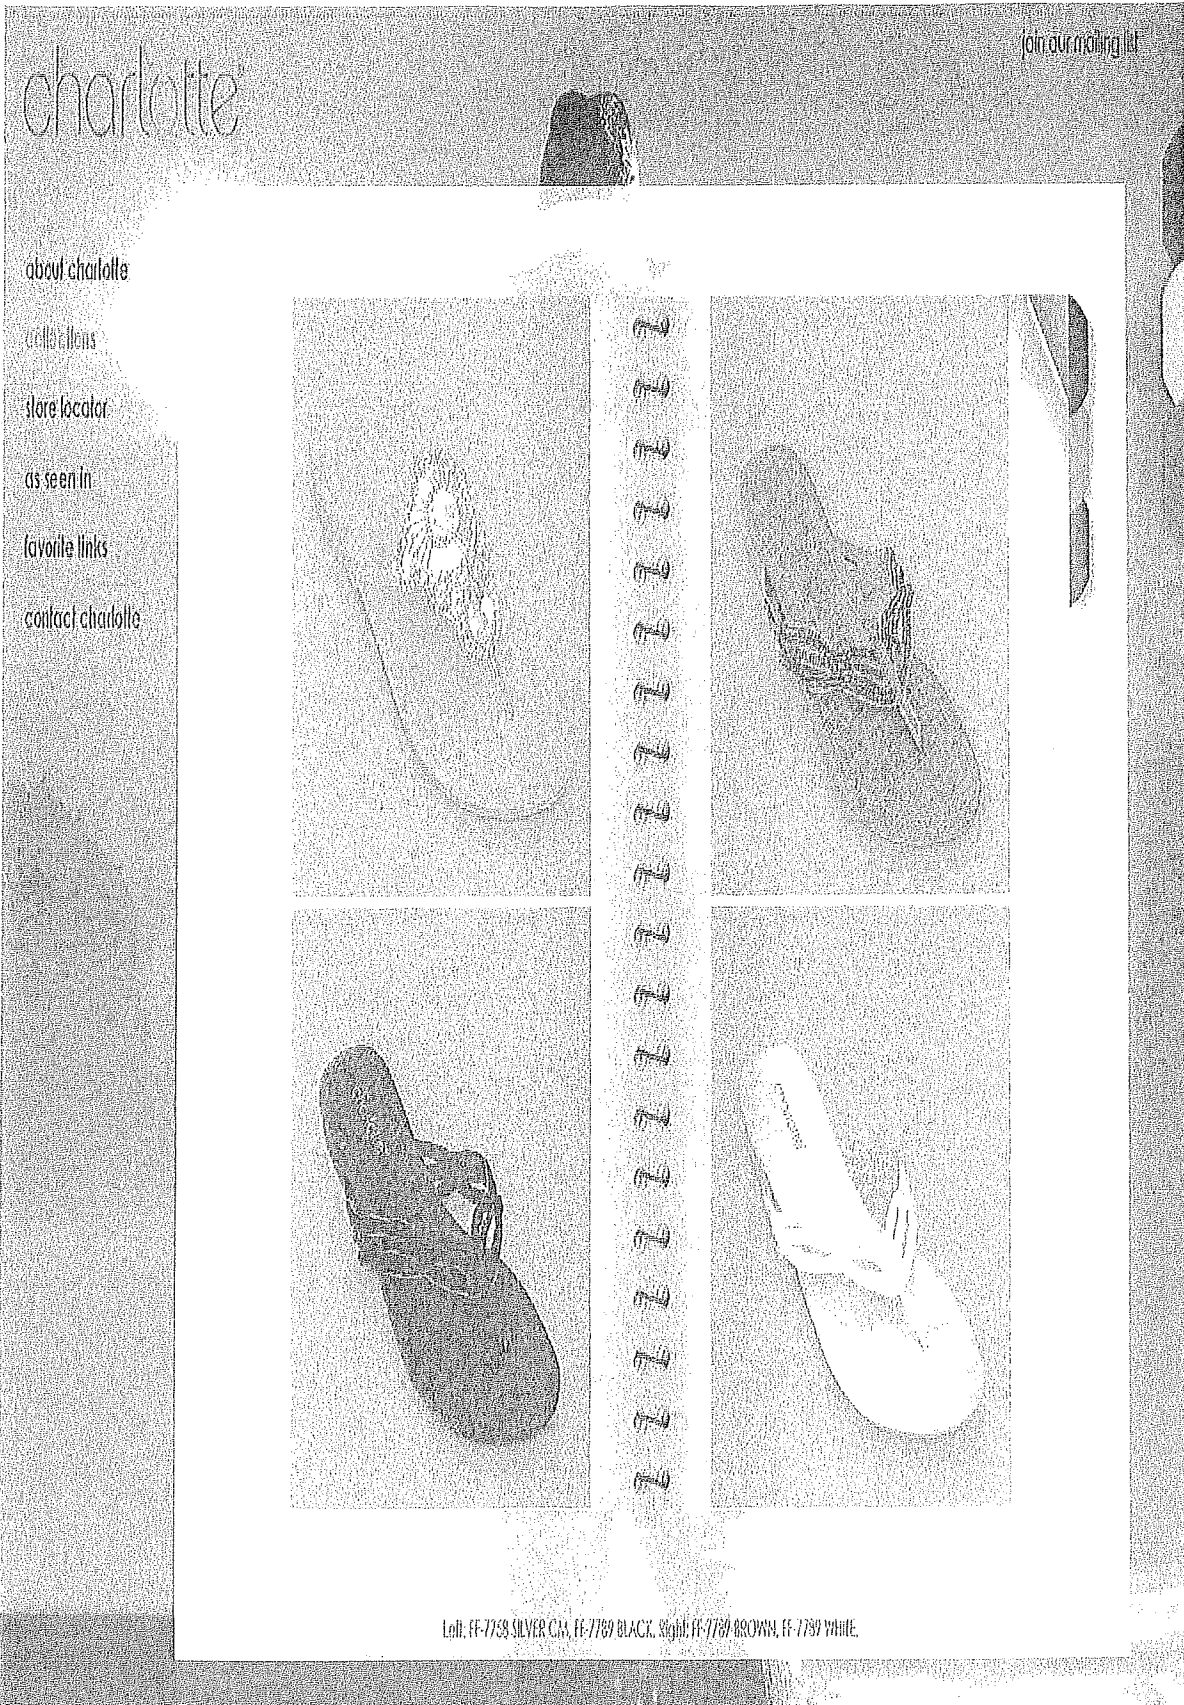 charlotte®
join our mailing list
about charlotte
collections
store locator
as seen in
favorite links
contact charlotte
Left: FF-7758 SILVER CM, FF-7789 BLACK. Right: FF-7789 BROWN, FF-7789 WHITE.